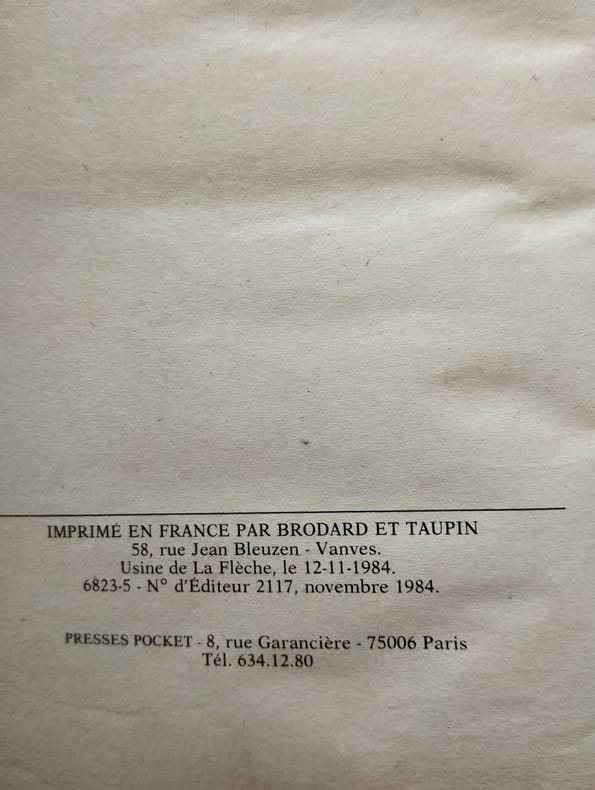 IMPRIMÉ EN FRANCE PAR BRODARD ET TAUPIN
58, rue Jean Bleuzen - Vanves.
Usine de La Flèche, le 12-11-1984.
6823-5 - N° d'Éditeur 2117, novembre 1984.
PRESSES POCKET - 8, rue Garancière - 75006 Paris
Tél. 634.12.80